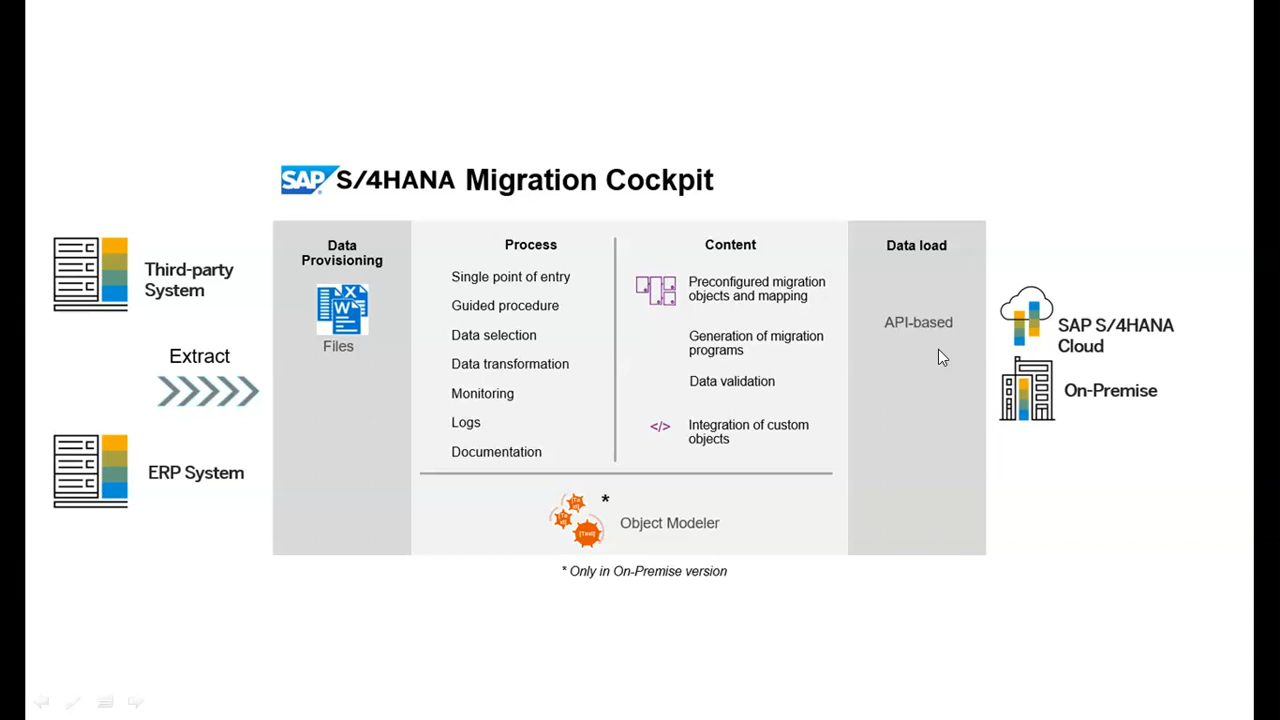 SAP S/4HANA Migration Cockpit
Third-party
System
Extract
ERP System
Data
Provisioning
Files
Process
Single point of entry
Guided procedure
Data selection
Data transformation
Monitoring
Logs
Documentation
Content
Preconfigured migration
objects and mapping
Generation of migration
programs
Data validation
</>
Integration of custom
objects
*
Object Modeler
Data load
API-based
SAP S/4HANA
Cloud
On-Premise
* Only in On-Premise version